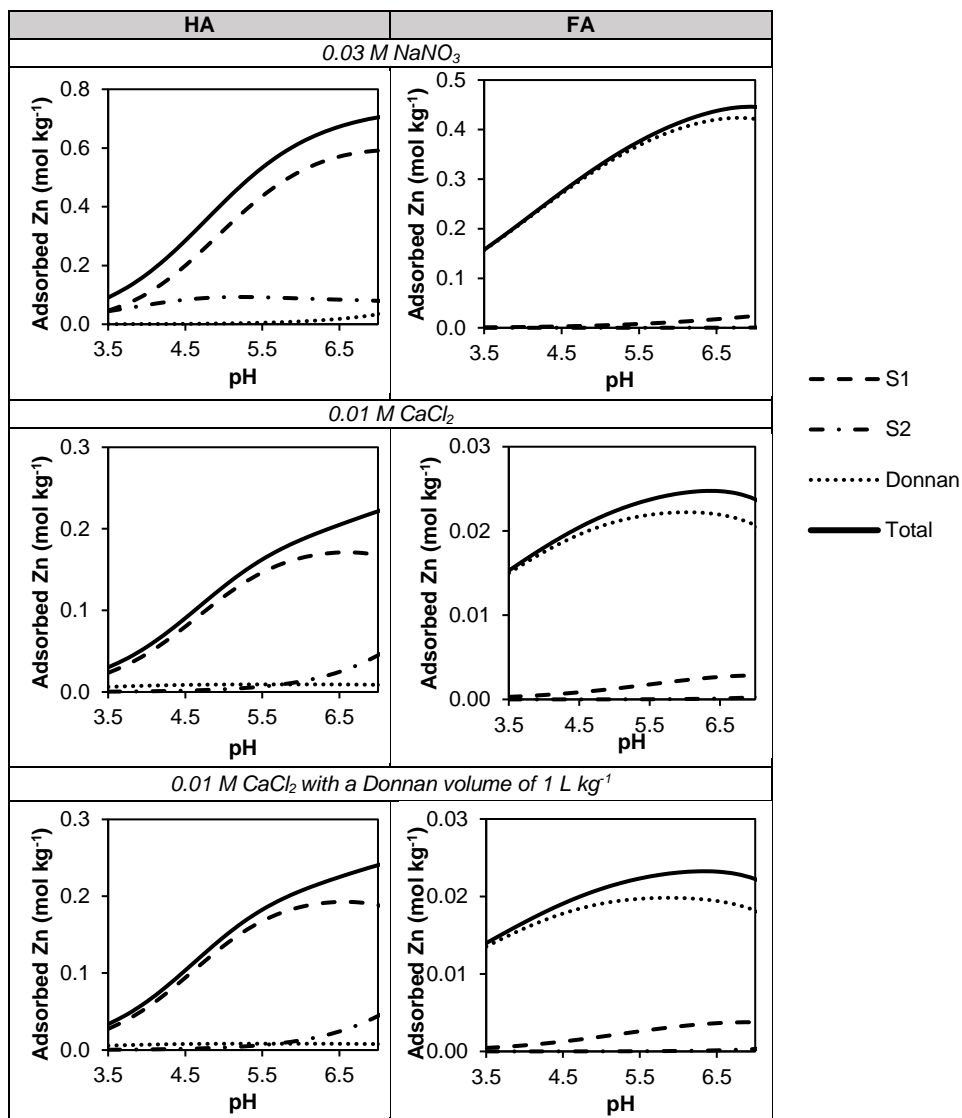 HA FA
0.03 M NaNO3
Adsorbed Zn (mol kg-1)
0.8
0.6
0.4
0.2
0.0
3.5 4.5 5.5 6.5
pH
Adsorbed Zn (mol kg-1)
0.5
0.4
0.3
0.2
0.1
0.0
3.5 4.5 5.5 6.5
pH
0.01 M CaCl2
Adsorbed Zn (mol kg-1)
0.3
0.2
0.1
0.0
3.5 4.5 5.5 6.5
pH
Adsorbed Zn (mol kg-1)
0.03
0.02
0.01
0.00
3.5 4.5 5.5 6.5
pH
0.01 M CaCl2 with a Donnan volume of 1 L kg-1
Adsorbed Zn (mol kg-1)
0.3
0.2
0.1
0.0
3.5 4.5 5.5 6.5
pH
Adsorbed Zn (mol kg-1)
0.03
0.02
0.01
0.00
3.5 4.5 5.5 6.5
pH
S1
S2
Donnan
Total